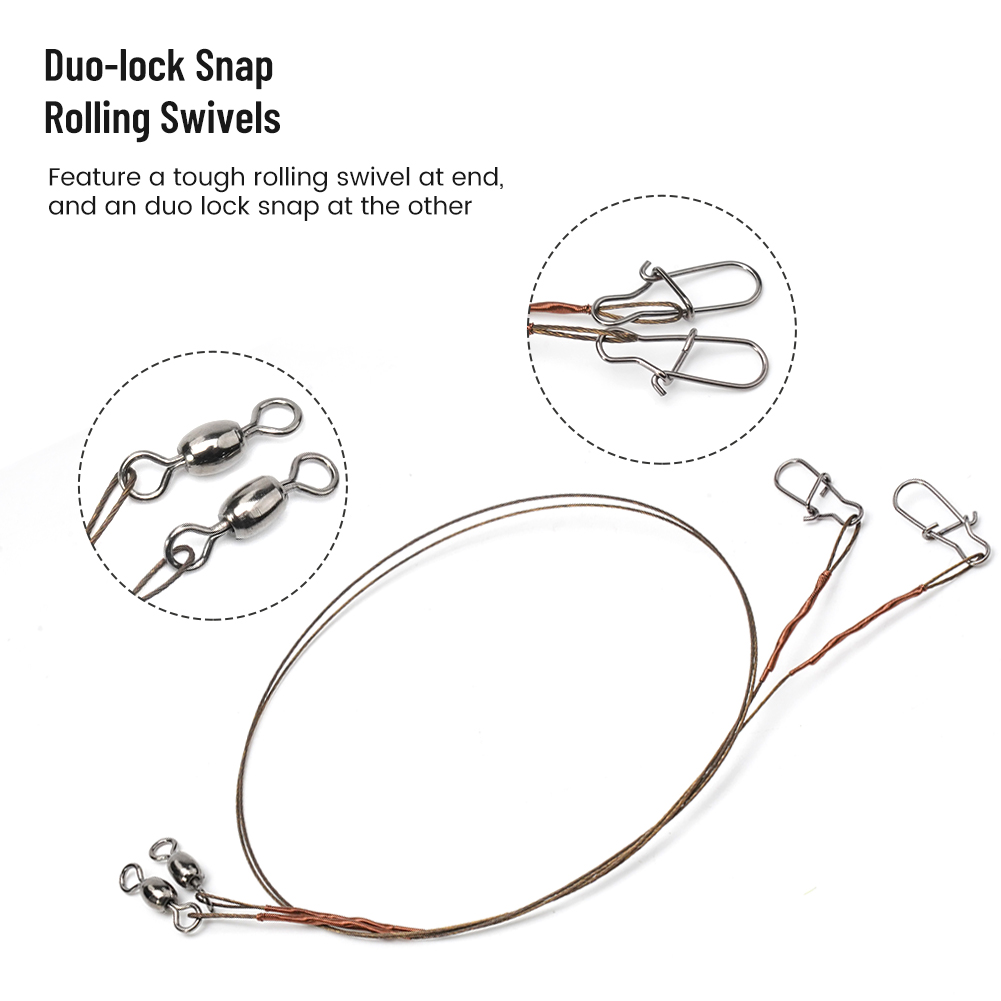 Duo-lock Snap
Rolling Swivels
Feature a tough rolling swivel at end,
and an duo lock snap at the other